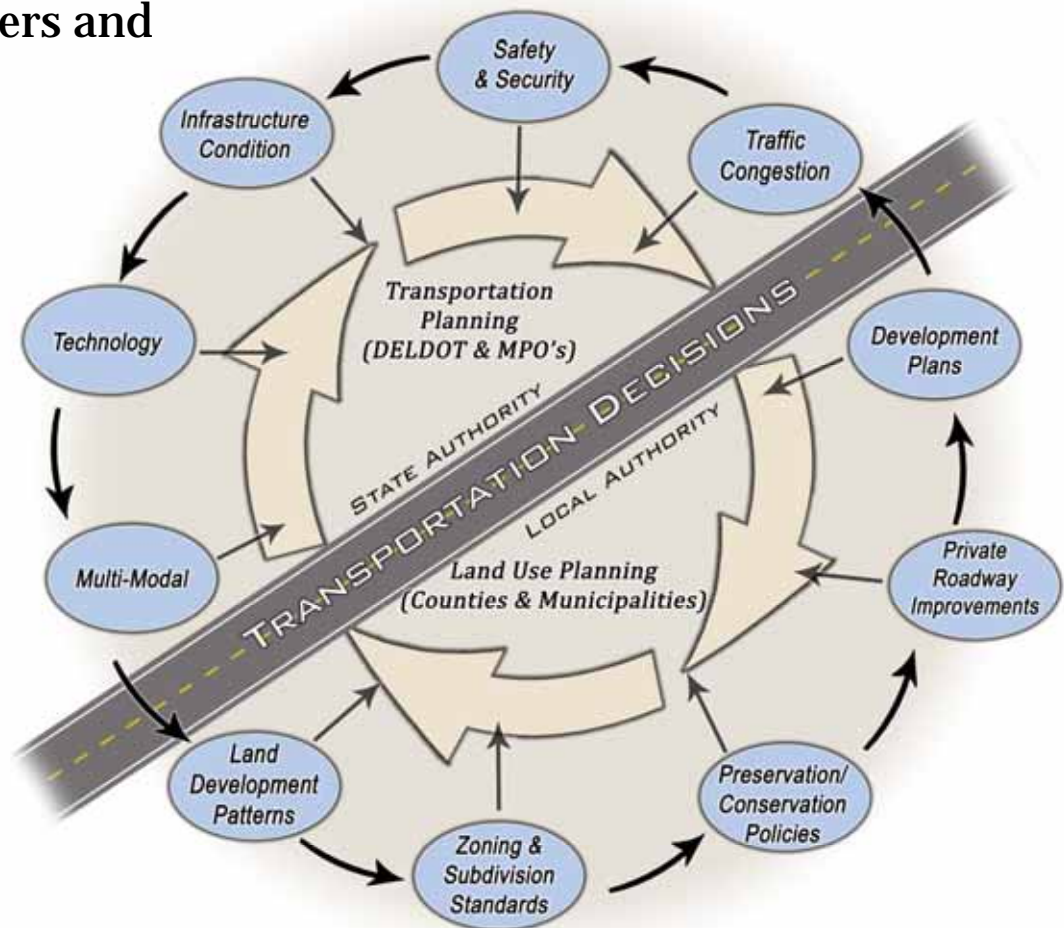 ers and
Safety
& Security
Infrastructure
Condition
Traffic
Congestion
Technology
Transportation
Planning
(DELDOT & MPO's)
Development
Plans
STATE AUTHORITY
TRANSPORTATION DECISIONS
LOCAL AUTHORITY
Multi-Modal
Land Use Planning
(Counties & Municipalities)
Private
Roadway
Improvements
Land
Development
Patterns
Preservation/
Conservation
Policies
Zoning &
Subdivision
Standards